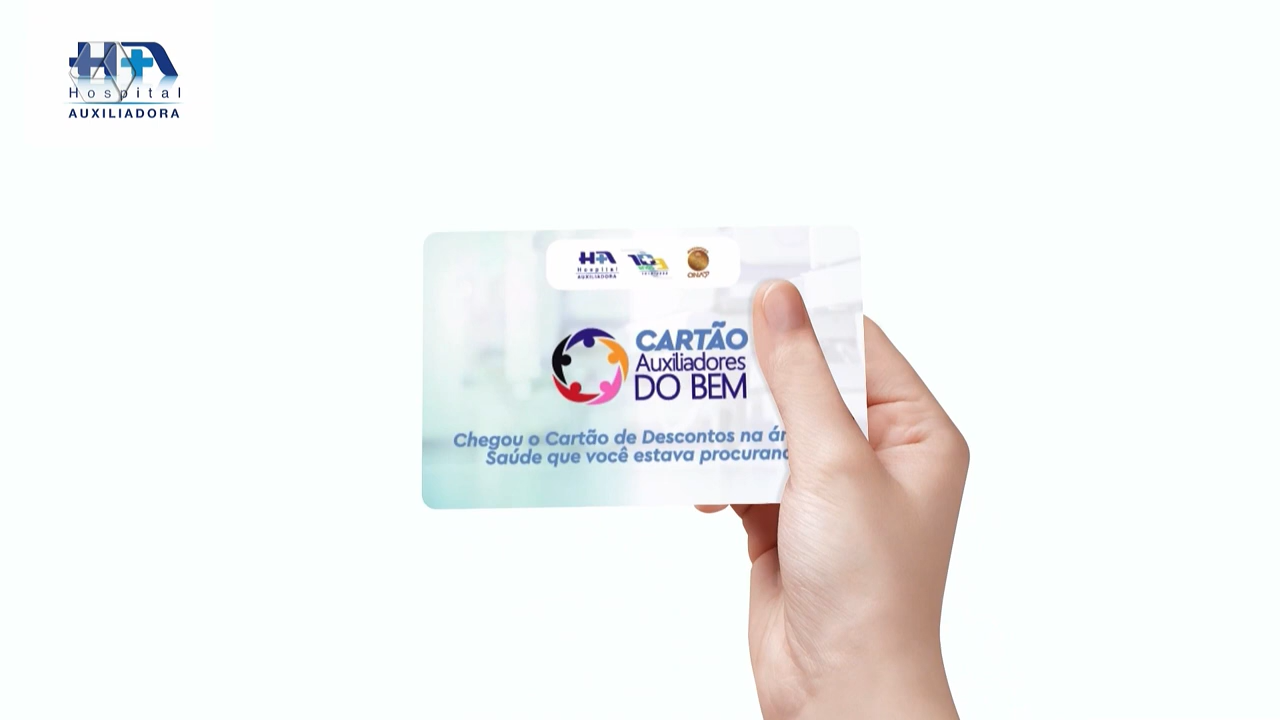 Hospital
AUXILIADORA
Hospital
AUXILIADORA
CARTÃO
Auxiliadores
DO BEM
Chegou o Cartão de Descontos na
Saúde que você estava